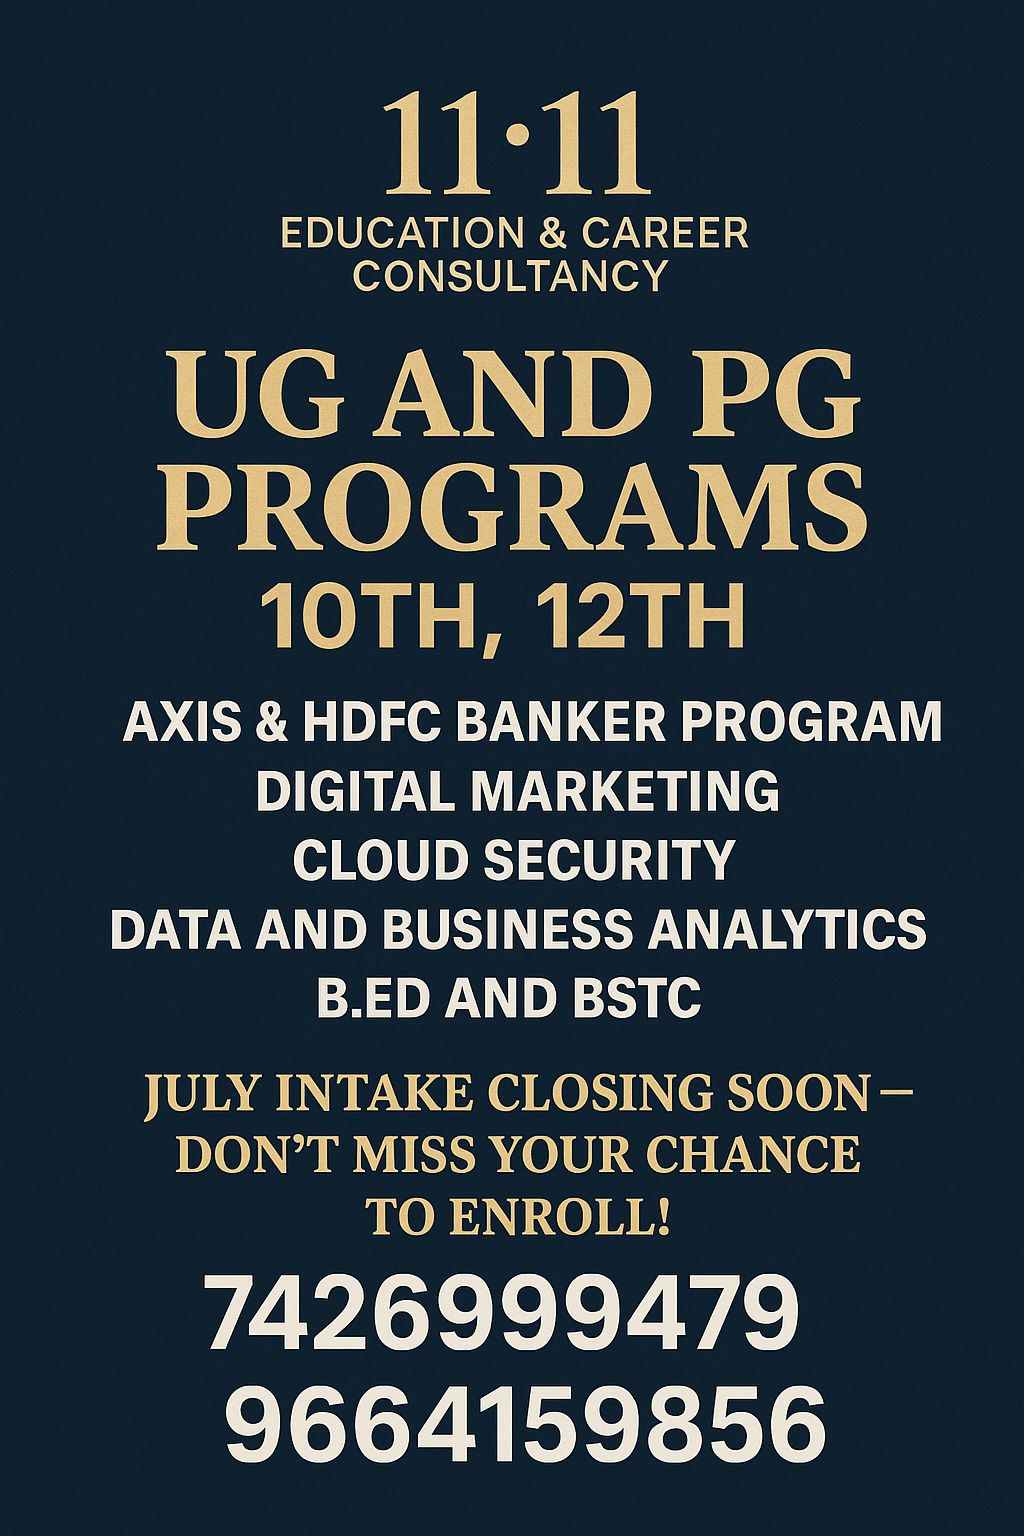 11·11
EDUCATION & CAREER
CONSULTANCY
UG AND PG
PROGRAMS
10TH, 12TH
AXIS & HDFC BANKER PROGRAM
DIGITAL MARKETING
CLOUD SECURITY
DATA AND BUSINESS ANALYTICS
B.ED AND BSTC
JULY INTAKE CLOSING SOON—
DON’T MISS YOUR CHANCE
TO ENROLL!
7426999479
9664159856